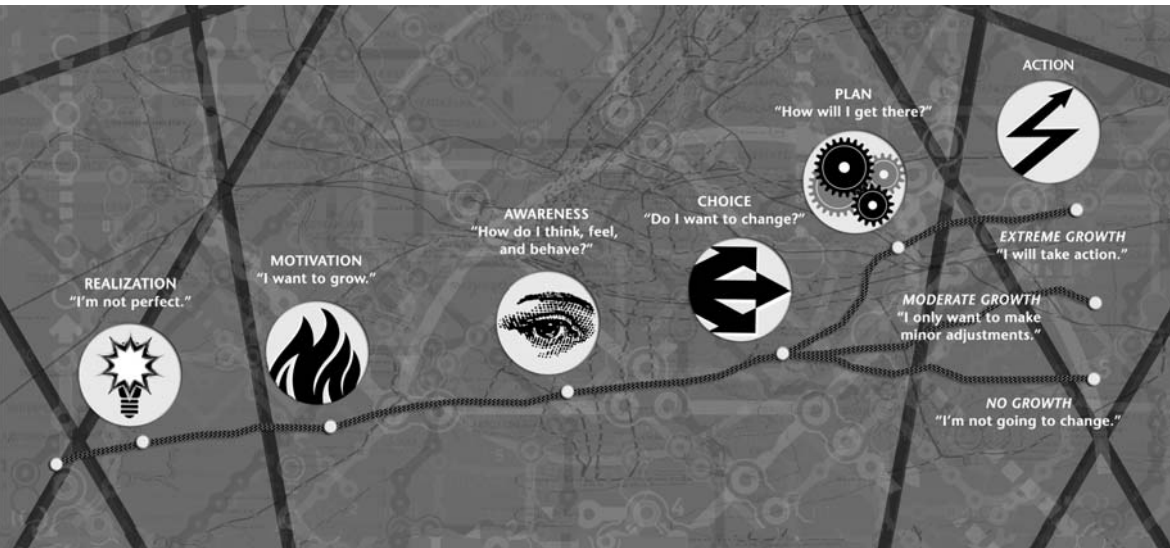 REALIZATION
“I’m not perfect.”
MOTIVATION
“I want to grow.”
AWARENESS
“How do I think, feel,
and behave?”
CHOICE
“Do I want to change?”
PLAN
“How will I get there?”
ACTION
EXTREME GROWTH
“I will take action.”
MODERATE GROWTH
“I only want to make
minor adjustments.”
NO GROWTH
“I’m not going to change.”